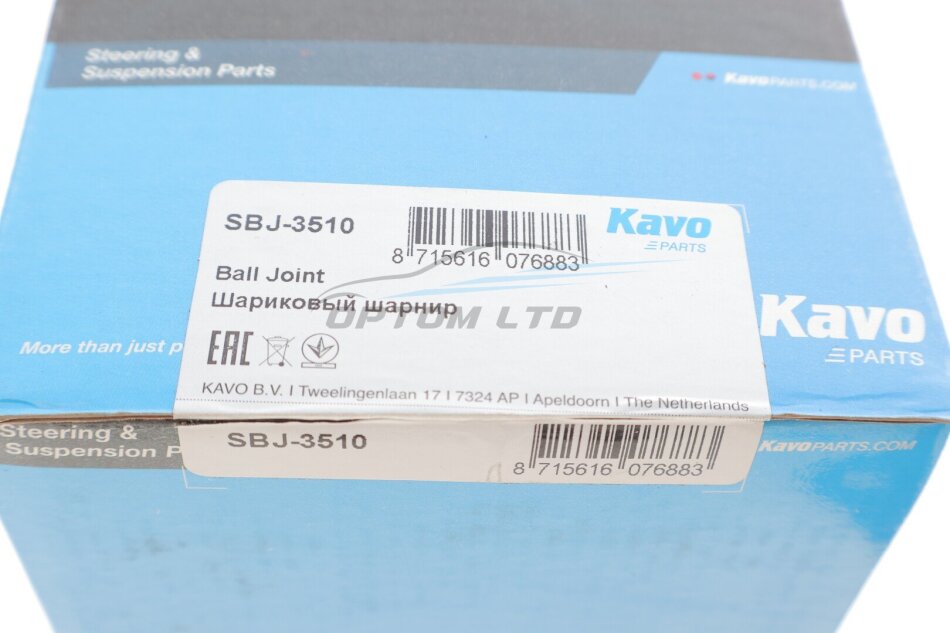 Steering &
Suspension Parts
KavoPARTS.COM
SBJ-3510
8 715616 076883
Kavo
PARTS
Ball Joint
Шариковый шарнир
OPTOM LTD
EAC
KAVO B.V. I Tweelingenlaan 17 I 7324 AP I Apeldoorn I The Netherlands
Kavo
PARTS
More than just p
Steering &
Suspension P
SBJ-3510
8 715616 076883
KavoPARTS.COM